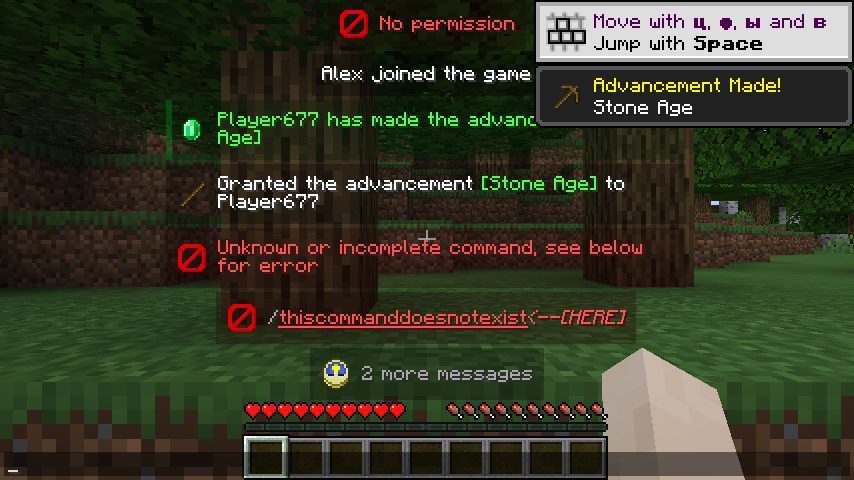 No permission
Move with ц, ф, ы and в
Jump with Space
Alex joined the game
Advancement Made!
Stone Age
Player677 has made the advanc
Age]
Granted the advancement [Stone Age] to
Player677
Unknown or incomplete command, see below
for error
/thiscommanddoesnotexist<--[HERE]
2 more messages